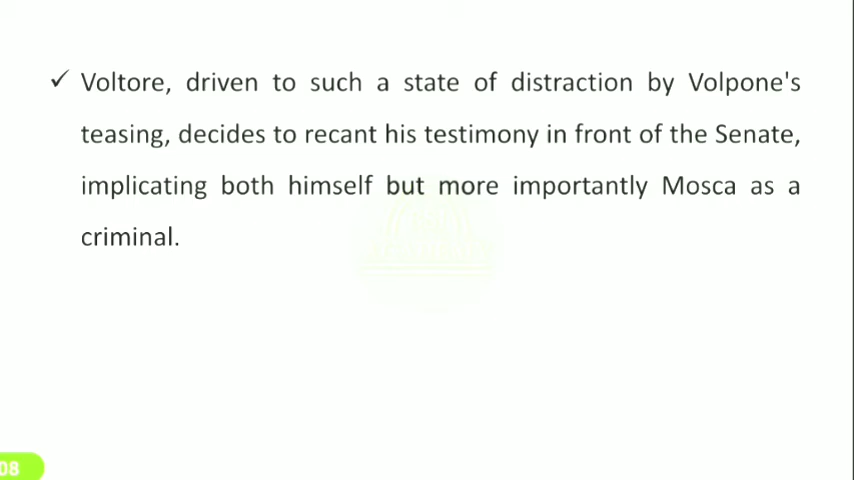 ✓ Voltore, driven to such a state of distraction by Volpone's
teasing, decides to recant his testimony in front of the Senate,
implicating both himself but more importantly Mosca as a
criminal.
08